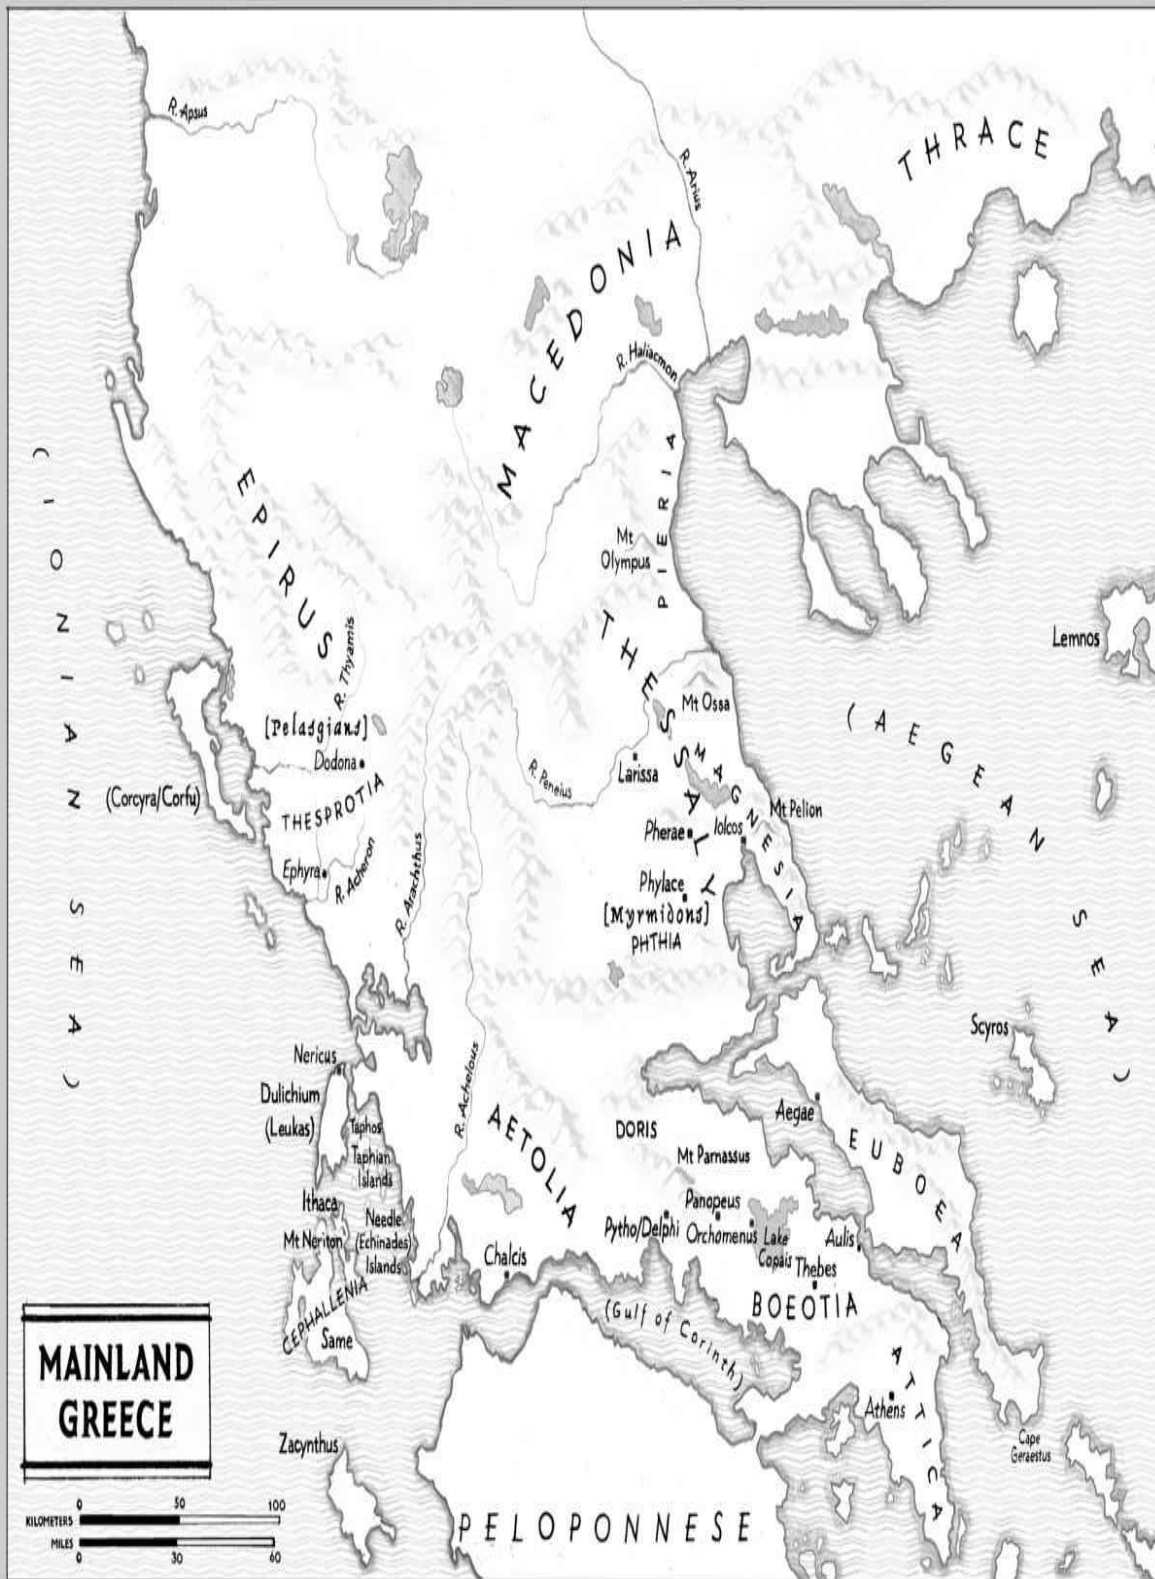 R. Apsus
THRACE
R. Arius
MACEDONIA
R. Haliacmon
(IONIAN SEA)
EPIRUS
PIERIA
Mt
Olympus
THESSALY
R. Thyamis
Lemnos
Mt Ossa
[Pelasgians]
Dodona
(AEGEAN SEA)
MAGNESIA
Larissa
R. Peneius
(Corcyra/Corfu)
THESPROTIA
Mt Pelion
Pherae
Iolcos
Ephyra
R. Acheron
R. Arachthus
Phylace
[Myrmidons]
PHTHIA
Scyros
Nericus
R. Achelous
Dulichium
(Leukas)
Taphos
Taphian
Islands
AETOLIA
DORIS
Aegae
EUBOEA
Mt Parnassus
Ithaca
Panopeus
Needle
(Echinades)
Islands
Mt Neriton
Pytho/Delphi
Orchomenus
Lake
Copais
Aulis
Chalcis
Thebes
CEPHALLENIA
Same
(Gulf of Corinth)
BOEOTIA
MAINLAND
GREECE
ATTICA
Athens
Zacynthus
Cape
Geraestus
PELOPONNESE
0 50 100
KILOMETERS
MILES
0 30 60